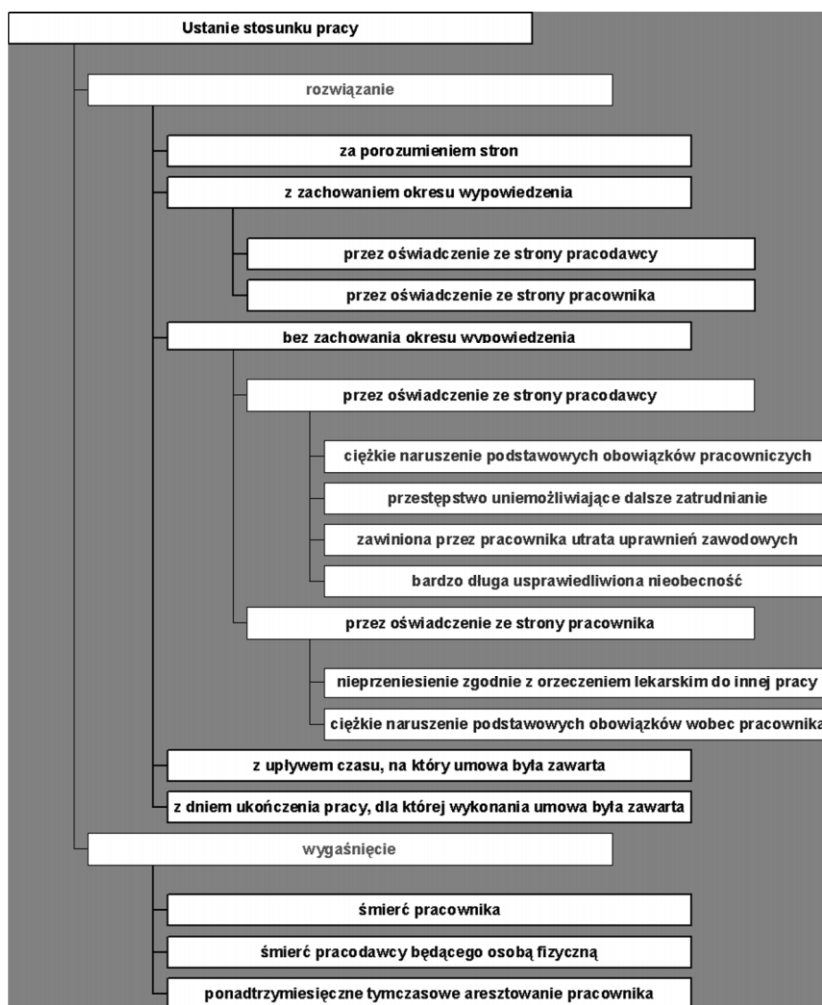 Ustanie stosunku pracy
rozwiązanie
za porozumieniem stron
z zachowaniem okresu wypowiedzenia
przez oświadczenie ze strony pracodawcy
przez oświadczenie ze strony pracownika
bez zachowania okresu wypowiedzenia
przez oświadczenie ze strony pracodawcy
ciężkie naruszenie podstawowych obowiązków pracowniczych
przestępstwo uniemożliwiające dalsze zatrudnianie
zawiniona przez pracownika utrata uprawnień zawodowych
bardzo długa usprawiedliwiona nieobecność
przez oświadczenie ze strony pracownika
nieprzeniesienie zgodnie z orzeczeniem lekarskim do innej pracy
ciężkie naruszenie podstawowych obowiązków wobec pracownika
z upływem czasu, na który umowa była zawarta
z dniem ukończenia pracy, dla której wykonania umowa była zawarta
wygaśnięcie
śmierć pracownika
śmierć pracodawcy będącego osobą fizyczną
ponadtrzymiesięczne tymczasowe aresztowanie pracownika